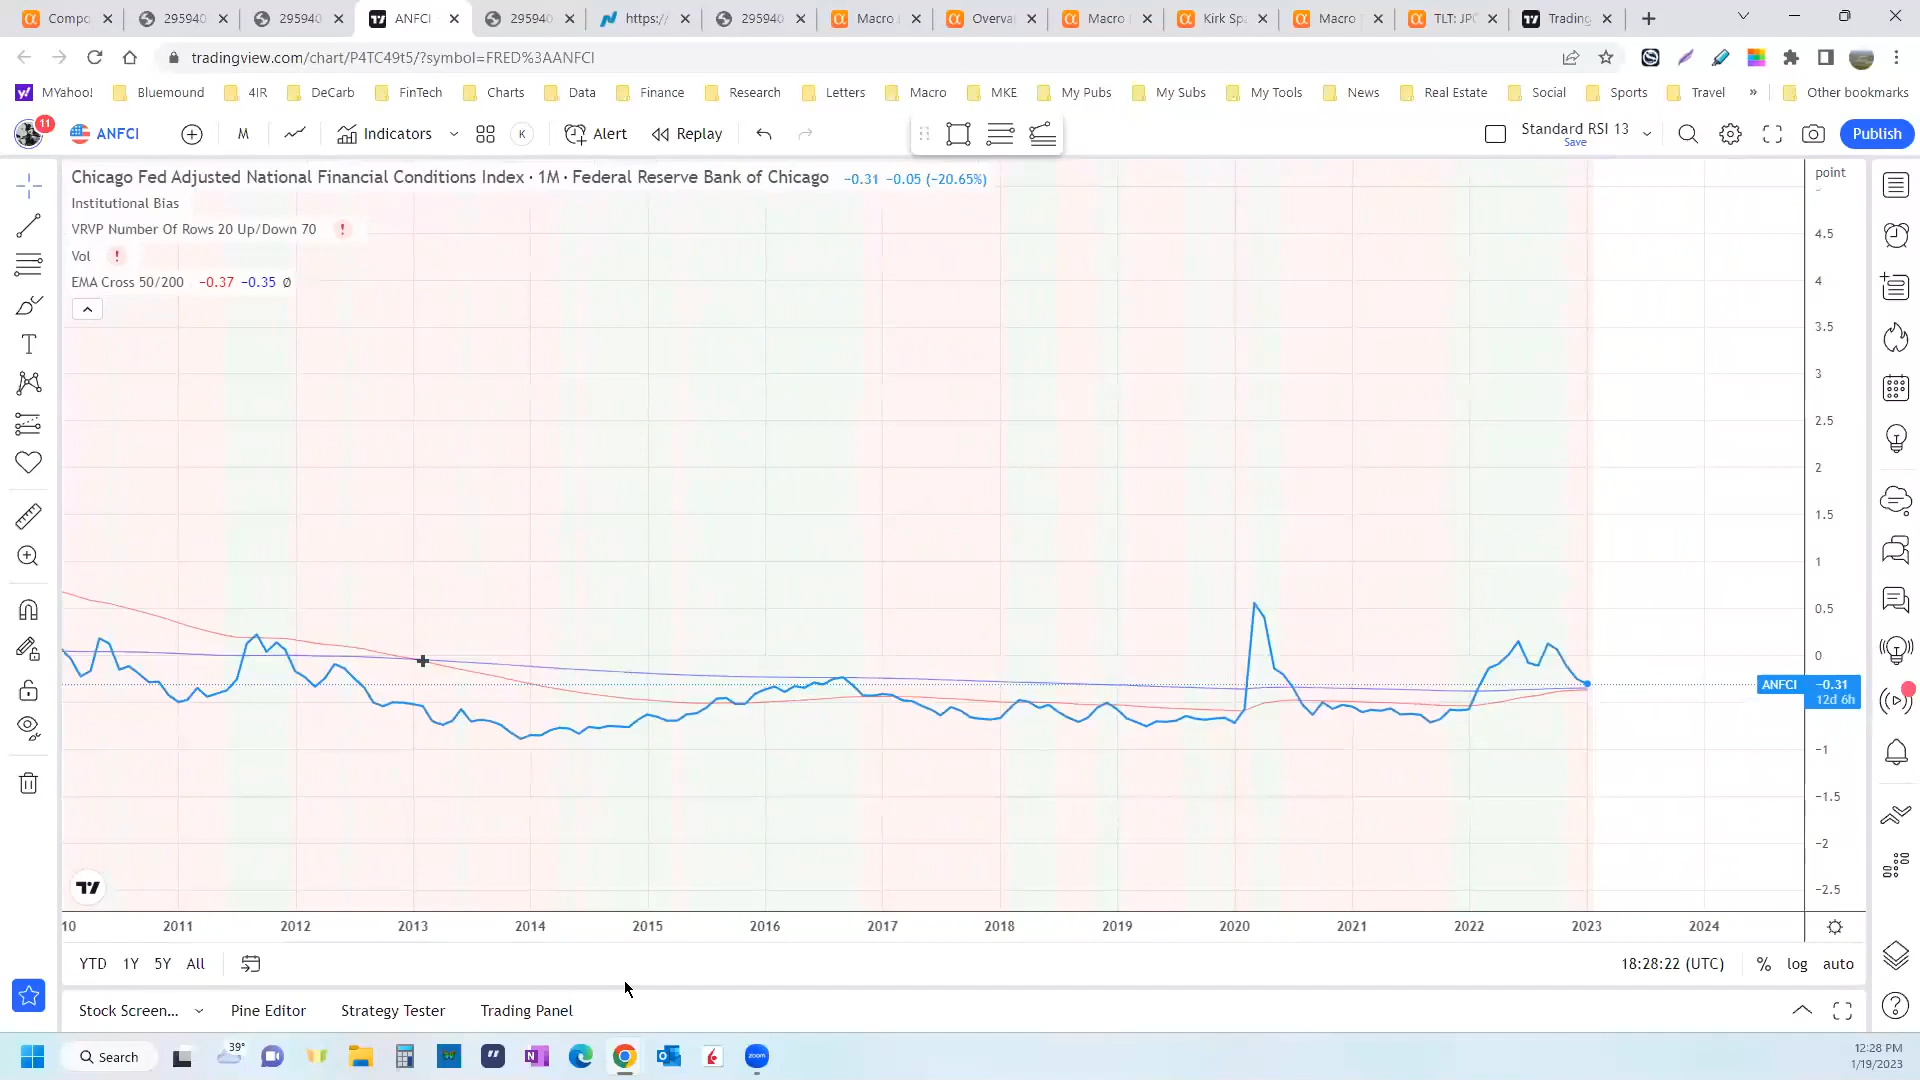 Compo
295940
295940
ANFCI
295940
https:/
295940
Macro
Overva
Macro
Kirk Sp
Macro
TLT: JPC
Trading
tradingview.com/chart/P4TC49t5/?symbol=FRED%3AANFCI
MYahoo!
Bluemound
4IR
DeCarb
FinTech
Charts
Data
Finance
Research
Letters
Macro
MKE
My Pubs
My Subs
My Tools
News
Real Estate
Social
Sports
Travel
»
Other bookmarks
11
ANFCI
M
Indicators
K
Alert
Replay
Standard RSI 13
Save
Publish
Chicago Fed Adjusted National Financial Conditions Index · 1M · Federal Reserve Bank of Chicago −0.31 −0.05 (−20.65%)
Institutional Bias
VRVP Number Of Rows 20 Up/Down 70 !
Vol !
EMA Cross 50/200 −0.37 −0.35 Ø
point
4.5
4
3.5
3
2.5
2
1.5
1
0.5
0
ANFCI −0.31
12d 6h
−1
−1.5
−2
−2.5
10 2011 2012 2013 2014 2015 2016 2017 2018 2019 2020 2021 2022 2023 2024
YTD 1Y 5Y All
18:28:22 (UTC) % log auto
Stock Screen... Pine Editor Strategy Tester Trading Panel
39°
Search
zoom
12:28 PM
1/19/2023